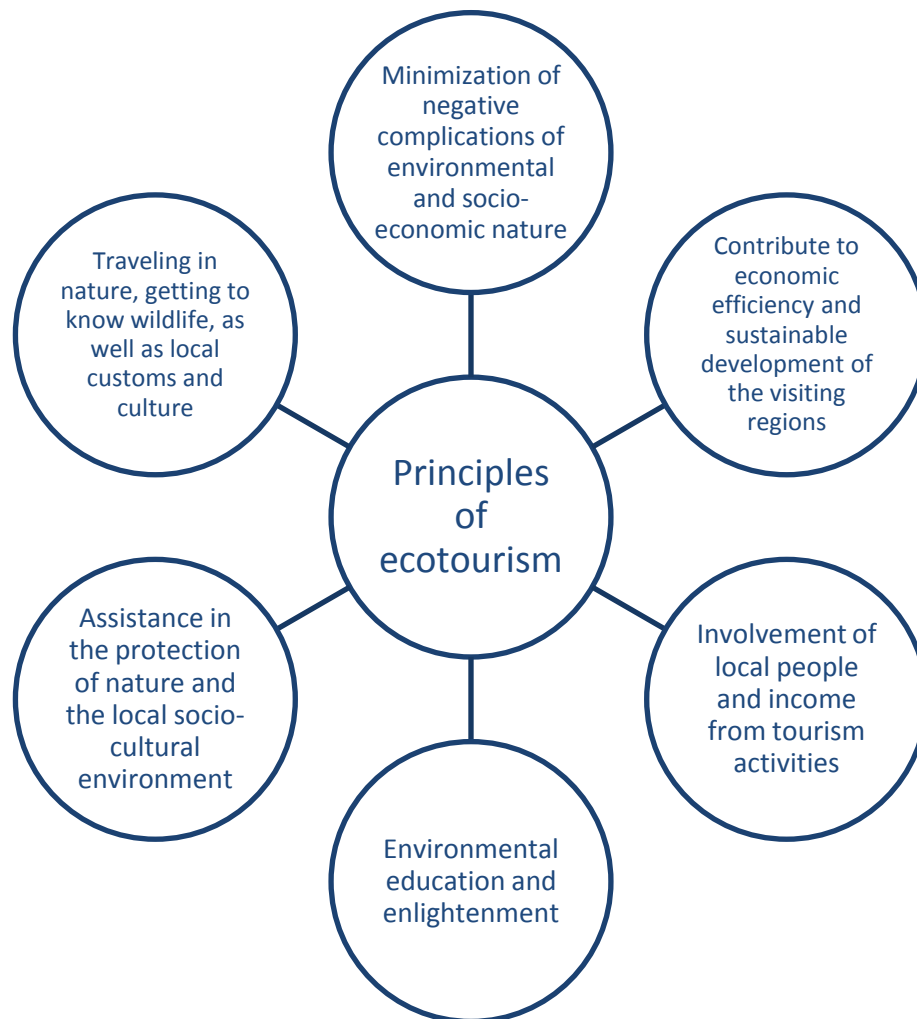 Minimization of
negative
complications of
environmental
and socio-
economic nature
Traveling in
nature, getting to
know wildlife, as
well as local
customs and
culture
Contribute to
economic
efficiency and
sustainable
development of
the visiting
regions
Principles
of
ecotourism
Assistance in
the protection
of nature and
the local socio-
cultural
environment
Involvement of
local people
and income
from tourism
activities
Environmental
education and
enlightenment